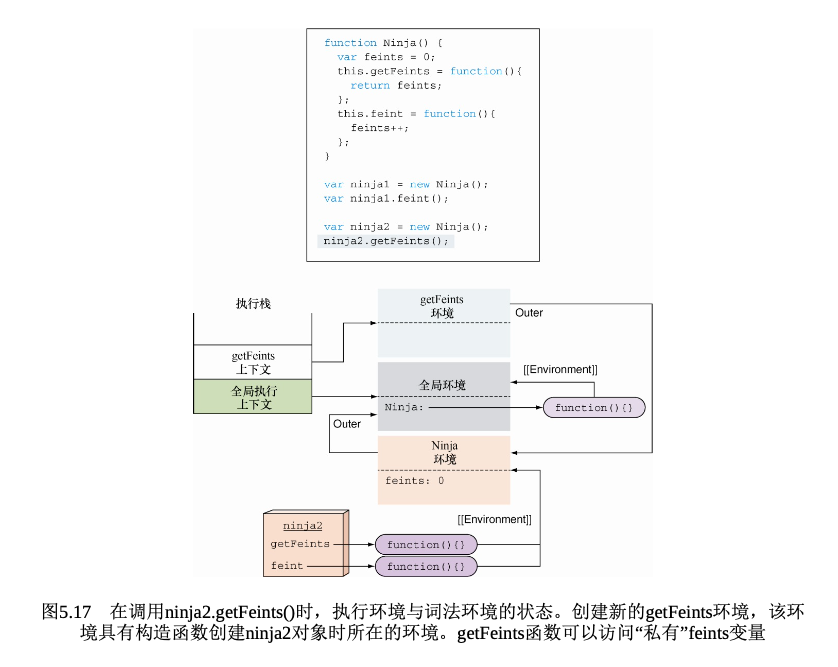 function Ninja() {
  var feints = 0;
  this.getFeints = function(){
    return feints;
  };
  this.feint = function(){
    feints++;
  };
}
var ninja1 = new Ninja();
var ninja1.feint();
var ninja2 = new Ninja();
ninja2.getFeints();
执行栈
getFeints
上下文
全局执行
上下文
getFeints
环境
Outer
全局环境
Ninja:
[[Environment]]
function(){}
Outer
Ninja
环境
feints: 0
[[Environment]]
ninja2
getFeints
function(){}
feint
function(){}
图5.17 在调用ninja2.getFeints()时，执行环境与词法环境的状态。创建新的getFeints环境，该环
境具有构造函数创建ninja2对象时所在的环境。getFeints函数可以访问“私有”feints变量